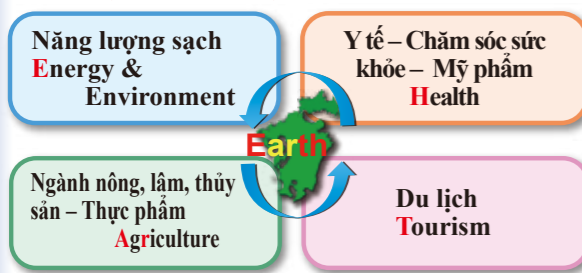 Năng lượng sạch
Energy &
Environment
Y tế – Chăm sóc sức
khỏe – Mỹ phẩm
Health
Earth
Ngành nông, lâm, thủy
sản – Thực phẩm
Agriculture
Du lịch
Tourism